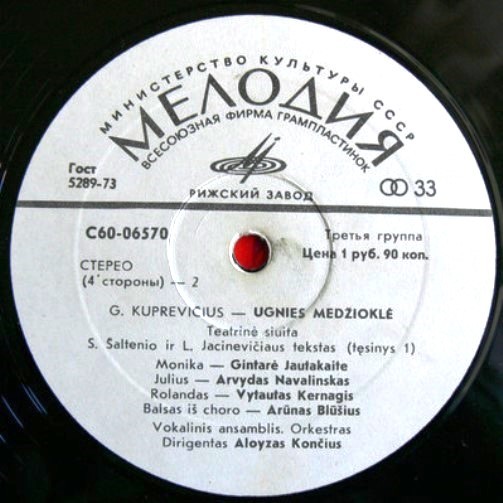 МИНИСТЕРСТВО КУЛЬТУРЫ СССР
МЕЛОДИЯ
ВСЕСОЮЗНАЯ ФИРМА ГРАМПЛАСТИНОК
Гост
5289-73
РИЖСКИЙ ЗАВОД
33
С60-06570
Третья группа
Цена 1 руб. 90 коп.
СТЕРЕО
(4 стороны) — 2
G. KUPREVIČIUS — UGNIES MEDŽIOKLĖ
Teatrinė siuita
S. Šaltenio ir L. Jacinevičiaus tekstas (tęsinys 1)
Monika — Gintarė Jautakaite
Julius — Arvydas Navalinskas
Rolandas — Vytautas Kernagis
Balsas iš choro — Arūnas Blūšius
Vokalinis ansamblis. Orkestras
Dirigentas Aloyzas Končius